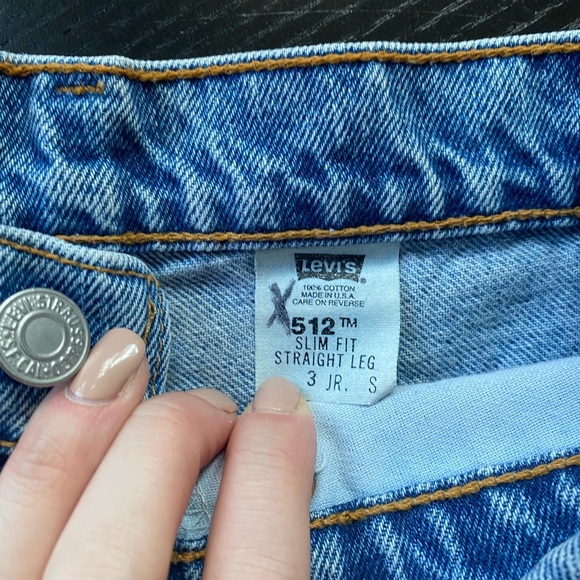 Levi's
100% COTTON
MADE IN U.S.A.
CARE ON REVERSE
X
512™
SLIM FIT
STRAIGHT LEG
3 JR. S